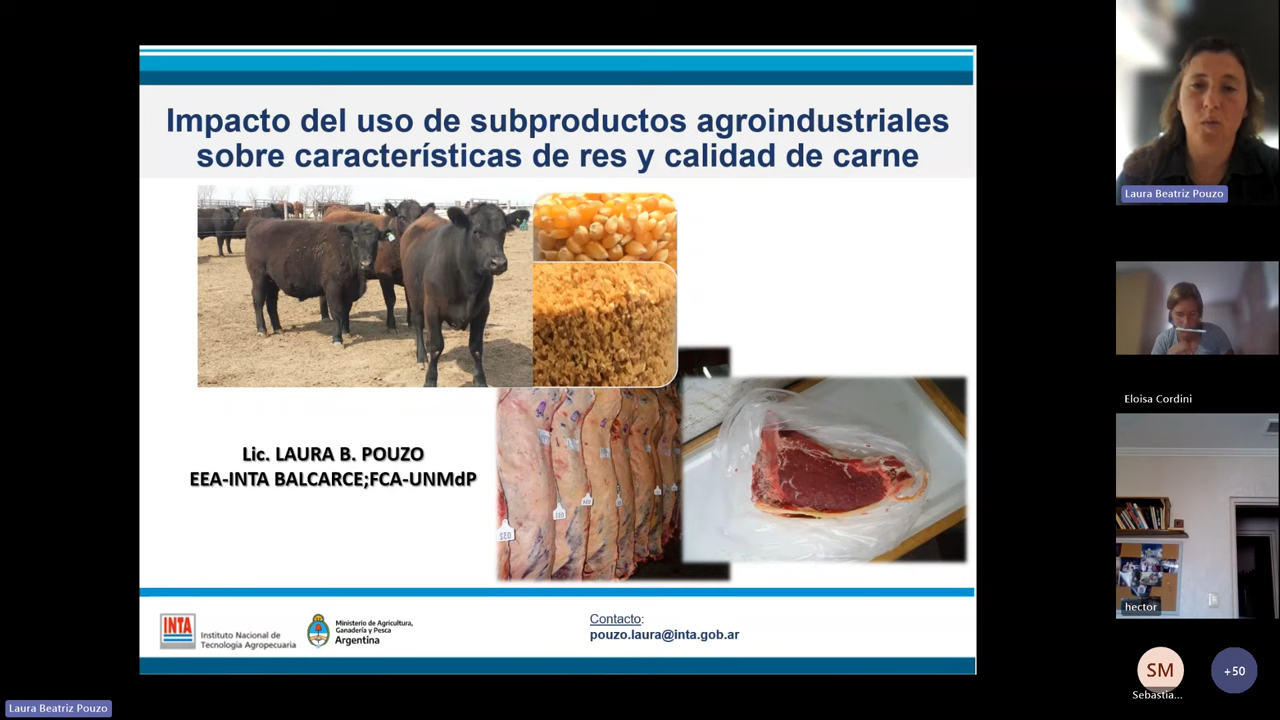 Impacto del uso de subproductos agroindustriales
sobre características de res y calidad de carne
Lic. LAURA B. POUZO
EEA-INTA BALCARCE;FCA-UNMdP
INTA
Instituto Nacional de
Tecnología Agropecuaria
Ministerio de Agricultura,
Ganadería y Pesca
Argentina
Contacto:
pouzo.laura@inta.gob.ar
Laura Beatriz Pouzo
Eloisa Cordini
hector
SM
Sebastia...
+50
Laura Beatriz Pouzo